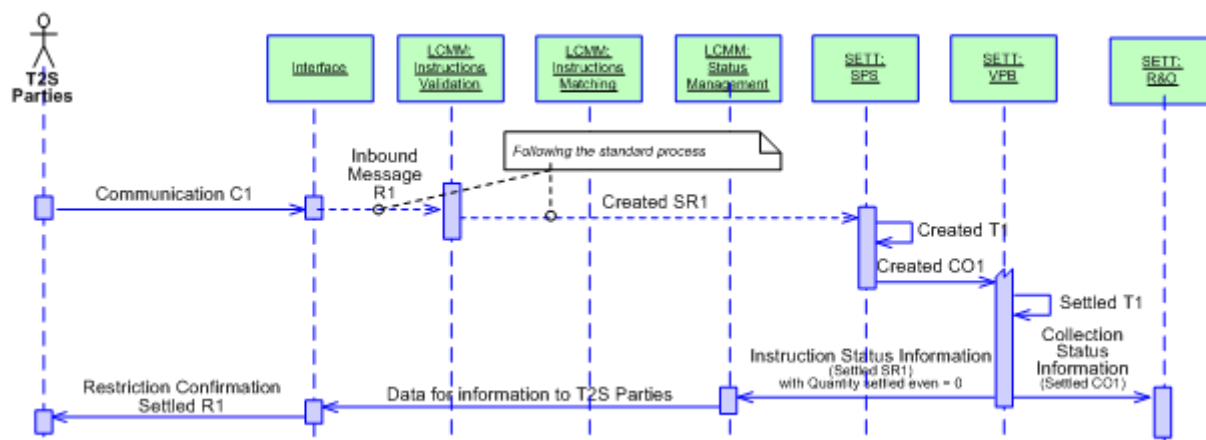 T2S
Parties
Interface
LCMM:
Instructions
Validation
LCMM:
Instructions
Matching
LCMM:
Status
Management
SETT:
SPS
SETT:
VPB
SETT:
R&O
Following the standard process
Communication C1
Inbound
Message
R1
Created SR1
Created T1
Created CO1
Settled T1
Collection
Status
Information
(Settled CO1)
Instruction Status Information
(Settled SR1)
with Quantity settled even = 0
Data for information to T2S Parties
Restriction Confirmation
Settled R1